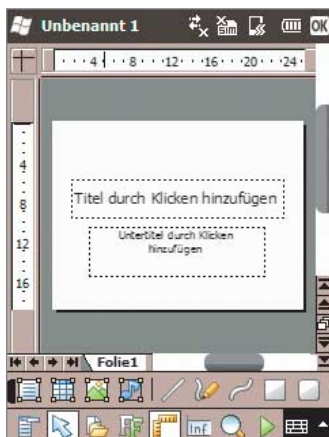 Unbenannt 1
Sim
OK
4 8 12 16 20 24
4
8
12
16
Titel durch Klicken hinzufügen
Untertitel durch Klicken
hinzufügen
Folie1
Inf